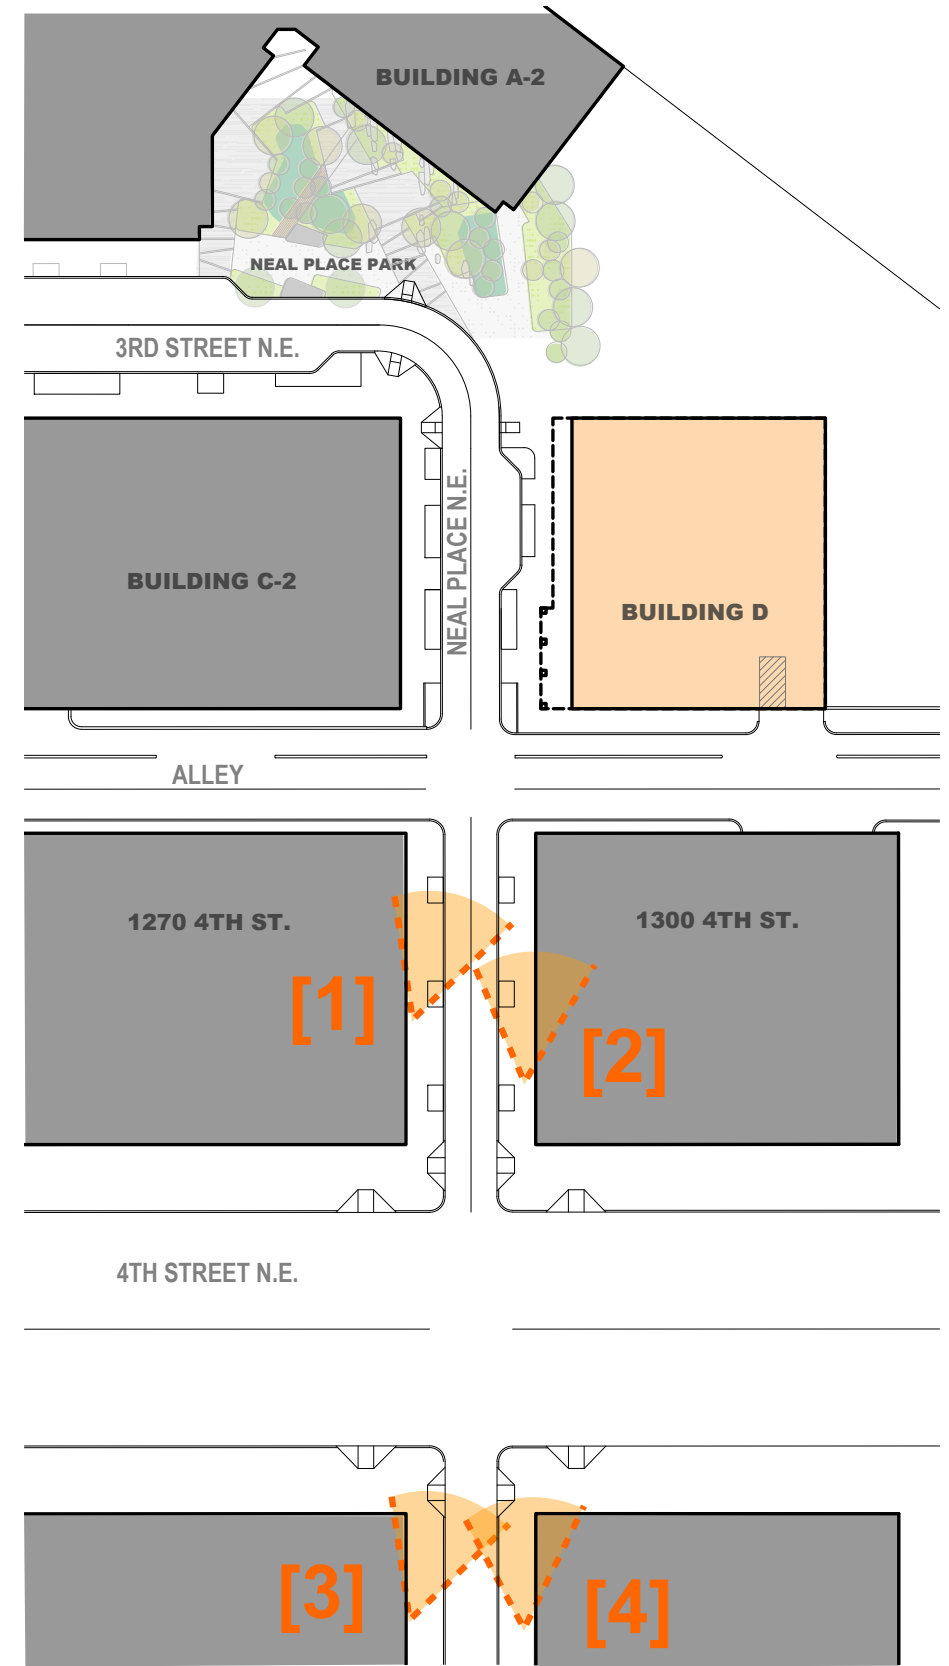 BUILDING A-2
NEAL PLACE PARK
3RD STREET N.E.
NEAL PLACE N.E.
BUILDING C-2
BUILDING D
ALLEY
1270 4TH ST.
1300 4TH ST.
[1]
[2]
4TH STREET N.E.
[3]
[4]